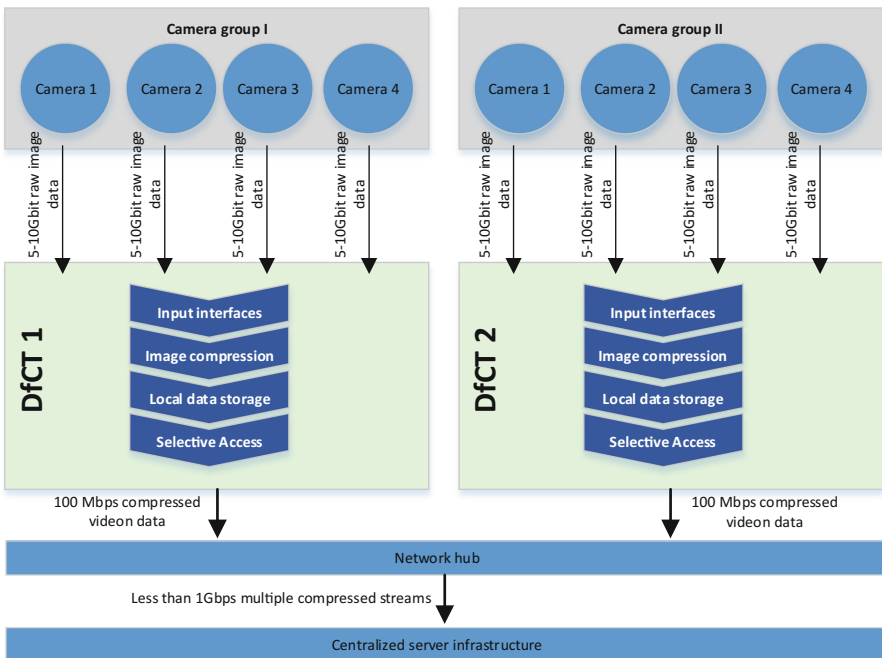 Camera group I
Camera 1
Camera 2
Camera 3
Camera 4
5-10Gbit raw image
data
5-10Gbit raw image
data
5-10Gbit raw image
data
5-10Gbit raw image
data
DfCT 1
Input interfaces
Image compression
Local data storage
Selective Access
100 Mbps compressed
videon data
Camera group II
Camera 1
Camera 2
Camera 3
Camera 4
5-10Gbit raw image
data
5-10Gbit raw image
data
5-10Gbit raw image
data
5-10Gbit raw image
data
DfCT 2
Input interfaces
Image compression
Local data storage
Selective Access
100 Mbps compressed
videon data
Network hub
Less than 1Gbps multiple compressed streams
Centralized server infrastructure